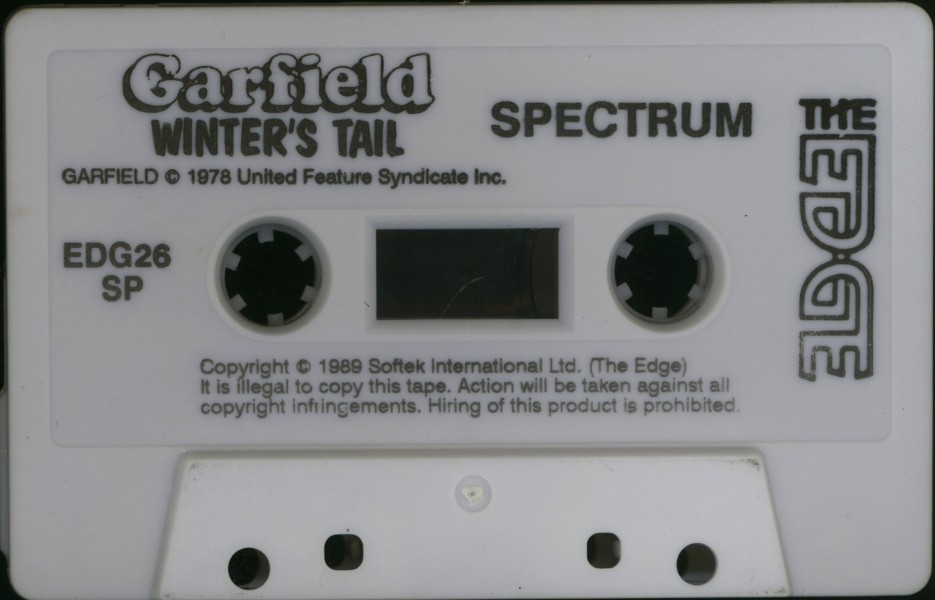 Garfield
WINTER'S TAIL
SPECTRUM
THE EDGE
GARFIELD © 1978 United Feature Syndicate Inc.
EDG26
SP
Copyright © 1989 Softek International Ltd. (The Edge)
It is illegal to copy this tape. Action will be taken against all
copyright infringements. Hiring of this product is prohibited.